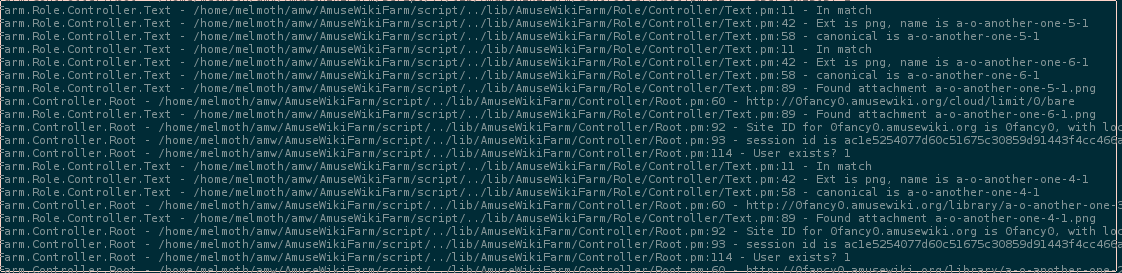 Farm.Role.Controller.Text - /home/melmoth/amw/AmuseWikiFarm/script/../lib/AmuseWikiFarm/Role/Controller/Text.pm:11 - In match
Farm.Role.Controller.Text - /home/melmoth/amw/AmuseWikiFarm/script/../lib/AmuseWikiFarm/Role/Controller/Text.pm:42 - Ext is png, name is a-o-another-one-5-1
Farm.Role.Controller.Text - /home/melmoth/amw/AmuseWikiFarm/script/../lib/AmuseWikiFarm/Role/Controller/Text.pm:58 - canonical is a-o-another-one-5-1
Farm.Role.Controller.Text - /home/melmoth/amw/AmuseWikiFarm/script/../lib/AmuseWikiFarm/Role/Controller/Text.pm:11 - In match
Farm.Role.Controller.Text - /home/melmoth/amw/AmuseWikiFarm/script/../lib/AmuseWikiFarm/Role/Controller/Text.pm:42 - Ext is png, name is a-o-another-one-6-1
Farm.Role.Controller.Text - /home/melmoth/amw/AmuseWikiFarm/script/../lib/AmuseWikiFarm/Role/Controller/Text.pm:58 - canonical is a-o-another-one-6-1
Farm.Role.Controller.Text - /home/melmoth/amw/AmuseWikiFarm/script/../lib/AmuseWikiFarm/Role/Controller/Text.pm:89 - Found attachment a-o-another-one-5-1.png
Farm.Controller.Root - /home/melmoth/amw/AmuseWikiFarm/script/../lib/AmuseWikiFarm/Controller/Root.pm:60 - http://0fancy0.amusewiki.org/cloud/limit/0/bare
Farm.Role.Controller.Text - /home/melmoth/amw/AmuseWikiFarm/script/../lib/AmuseWikiFarm/Role/Controller/Text.pm:89 - Found attachment a-o-another-one-6-1.png
Farm.Controller.Root - /home/melmoth/amw/AmuseWikiFarm/script/../lib/AmuseWikiFarm/Controller/Root.pm:92 - Site ID for 0fancy0.amusewiki.org is 0fancy0, with loc
Farm.Controller.Root - /home/melmoth/amw/AmuseWikiFarm/script/../lib/AmuseWikiFarm/Controller/Root.pm:93 - session id is ac1e5254077d60c51675c30859d91443f4cc466a
Farm.Controller.Root - /home/melmoth/amw/AmuseWikiFarm/script/../lib/AmuseWikiFarm/Controller/Root.pm:114 - User exists? 1
Farm.Role.Controller.Text - /home/melmoth/amw/AmuseWikiFarm/script/../lib/AmuseWikiFarm/Role/Controller/Text.pm:11 - In match
Farm.Role.Controller.Text - /home/melmoth/amw/AmuseWikiFarm/script/../lib/AmuseWikiFarm/Role/Controller/Text.pm:42 - Ext is png, name is a-o-another-one-4-1
Farm.Role.Controller.Text - /home/melmoth/amw/AmuseWikiFarm/script/../lib/AmuseWikiFarm/Role/Controller/Text.pm:58 - canonical is a-o-another-one-4-1
Farm.Controller.Root - /home/melmoth/amw/AmuseWikiFarm/script/../lib/AmuseWikiFarm/Controller/Root.pm:60 - http://0fancy0.amusewiki.org/library/a-o-another-one-3
Farm.Role.Controller.Text - /home/melmoth/amw/AmuseWikiFarm/script/../lib/AmuseWikiFarm/Role/Controller/Text.pm:89 - Found attachment a-o-another-one-4-1.png
Farm.Controller.Root - /home/melmoth/amw/AmuseWikiFarm/script/../lib/AmuseWikiFarm/Controller/Root.pm:92 - Site ID for 0fancy0.amusewiki.org is 0fancy0, with loc
Farm.Controller.Root - /home/melmoth/amw/AmuseWikiFarm/script/../lib/AmuseWikiFarm/Controller/Root.pm:93 - session id is ac1e5254077d60c51675c30859d91443f4cc466a
Farm.Controller.Root - /home/melmoth/amw/AmuseWikiFarm/script/../lib/AmuseWikiFarm/Controller/Root.pm:114 - User exists? 1